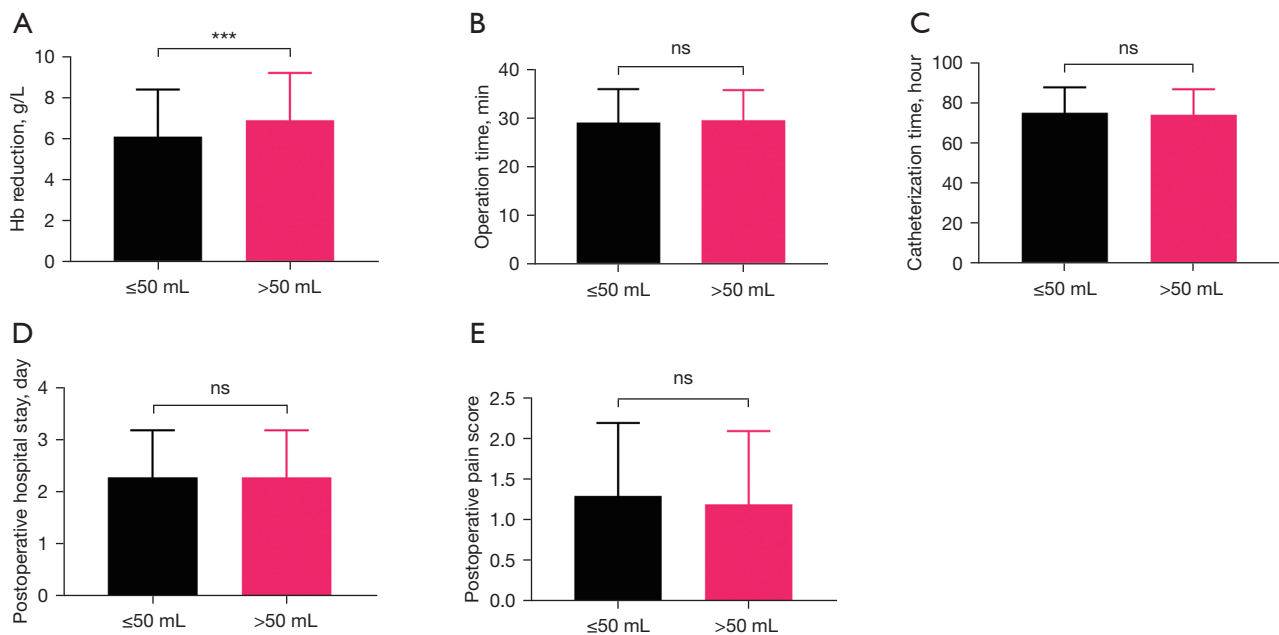 A
***
Hb reduction, g/L
10
8
6
4
2
0
≤50 mL
>50 mL
B
ns
Operation time, min
40
30
20
10
0
≤50 mL
>50 mL
C
ns
Catheterization time, hour
100
80
60
40
20
0
≤50 mL
>50 mL
D
ns
Postoperative hospital stay, day
4
3
2
1
0
≤50 mL
>50 mL
E
ns
Postoperative pain score
2.5
2.0
1.5
1.0
0.5
0.0
≤50 mL
>50 mL